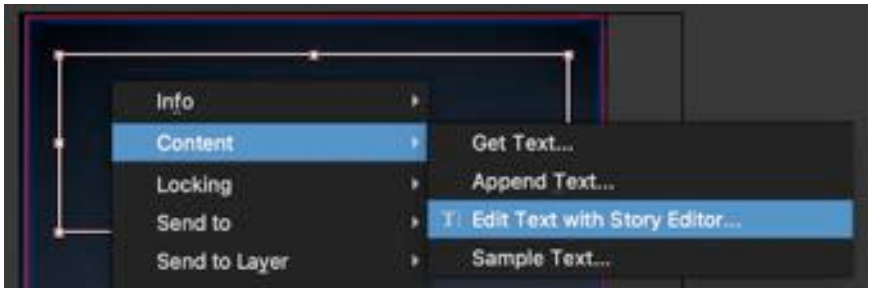 Info
Content
Get Text...
Locking
Append Text...
Send to
Edit Text with Story Editor...
Send to Layer
Sample Text...